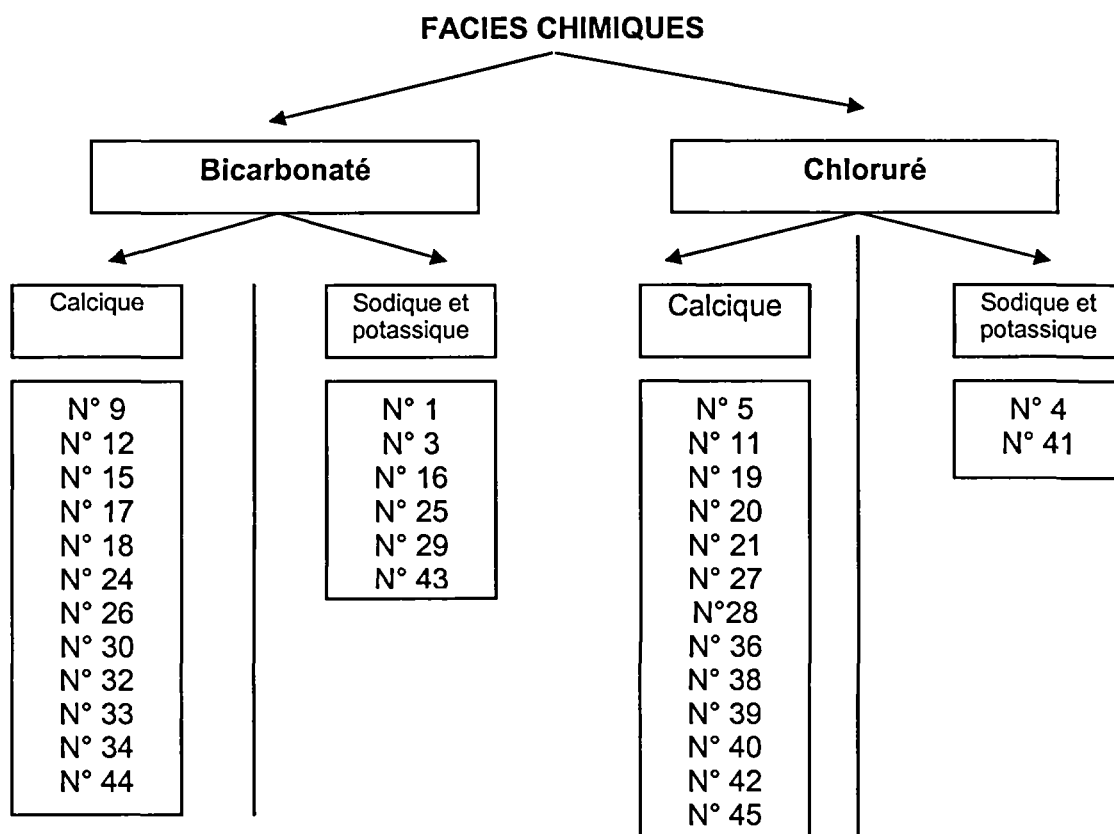 FACIES CHIMIQUES
Bicarbonaté
Chloruré
Calcique
Sodique et
potassique
Calcique
Sodique et
potassique
N° 9
N° 12
N° 15
N° 17
N° 18
N° 24
N° 26
N° 30
N° 32
N° 33
N° 34
N° 44
N° 1
N° 3
N° 16
N° 25
N° 29
N° 43
N° 5
N° 11
N° 19
N° 20
N° 21
N° 27
N°28
N° 36
N° 38
N° 39
N° 40
N° 42
N° 45
N° 4
N° 41